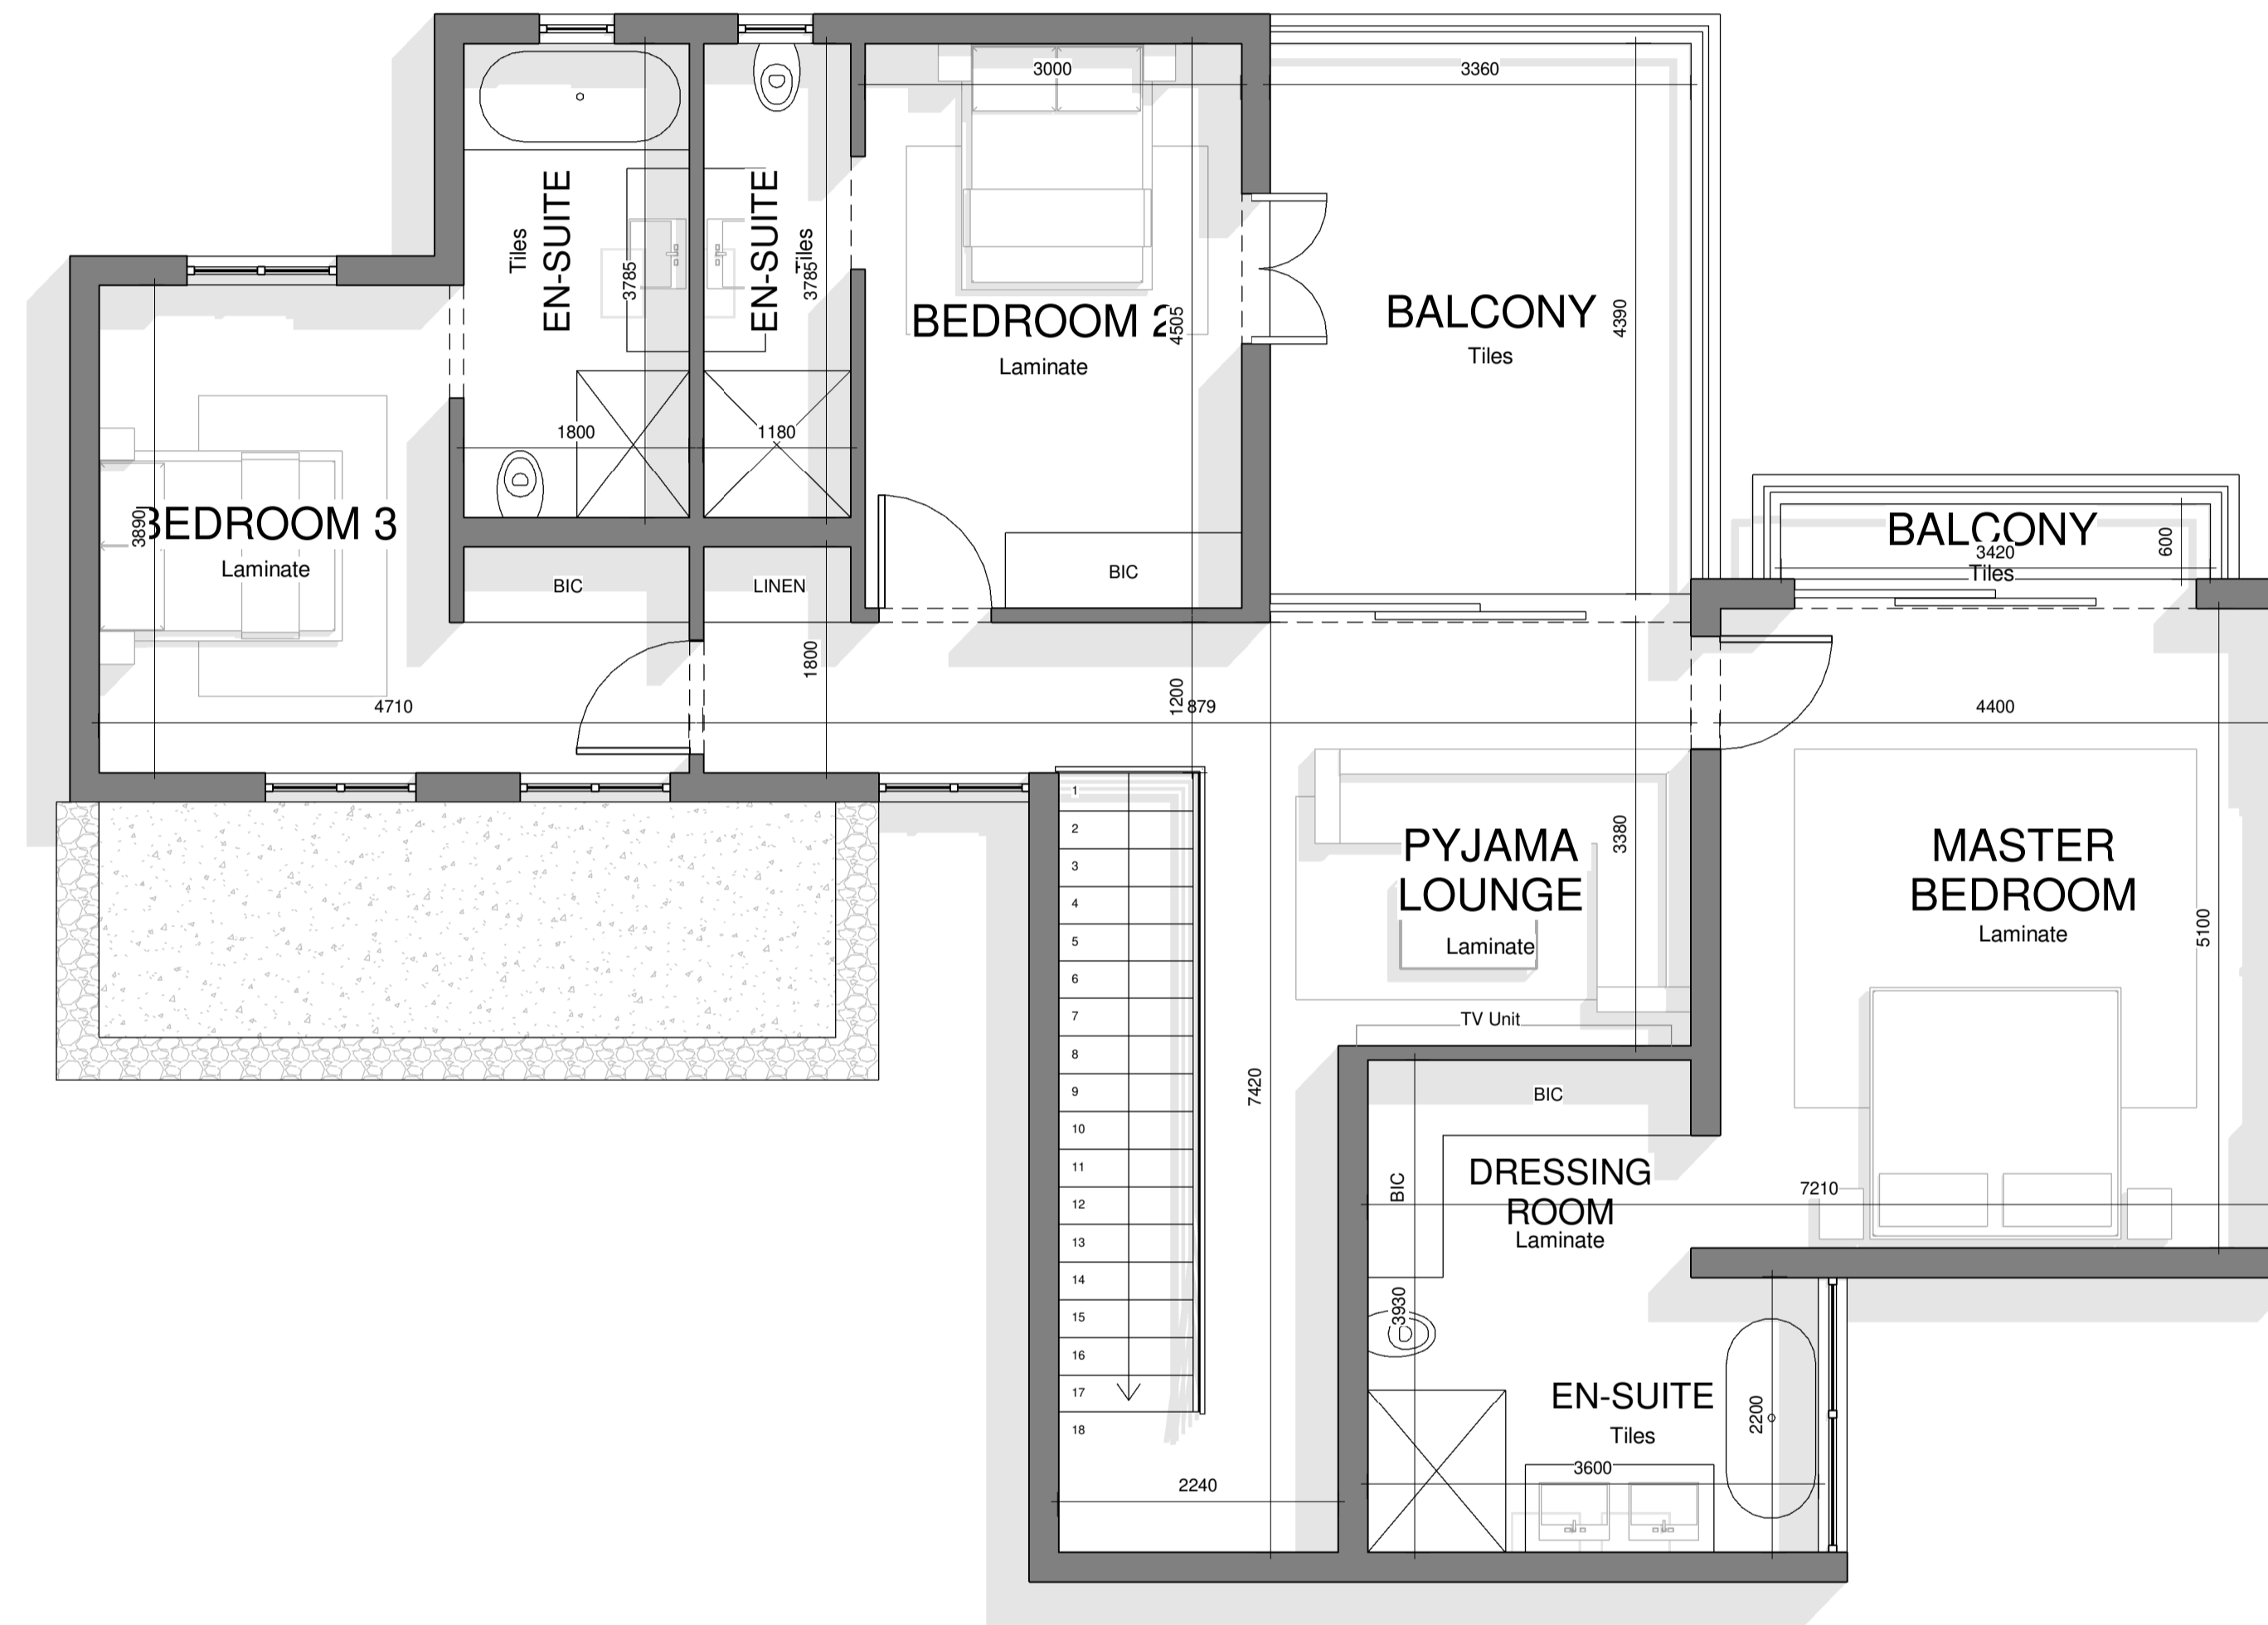 3000
3360
EN-SUITE
Tiles
3785
EN-SUITE
Tiles
3785
BEDROOM 2
Laminate
4505
BALCONY
Tiles
4390
1800
1180
BEDROOM 3
Laminate
3890
BIC
LINEN
BIC
BALCONY
3420
Tiles
600
1800
1200
4710
879
4400
1
2
3
4
5
6
7
8
9
10
11
12
13
14
15
16
17
18
PYJAMA
LOUNGE
Laminate
3380
TV Unit
MASTER
BEDROOM
Laminate
5100
7420
BIC
BIC
DRESSING
ROOM
Laminate
7210
3930
EN-SUITE
Tiles
2200
3600
2240